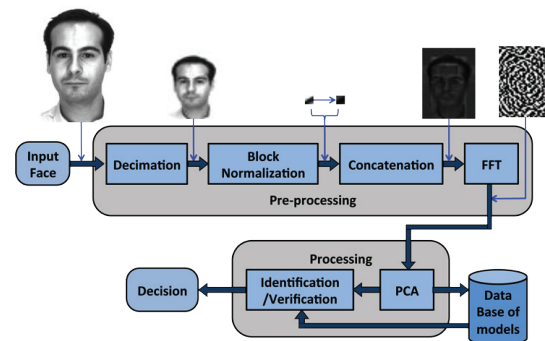 Input
Face
Decimation
Block
Normalization
Concatenation
FFT
Pre-processing
Processing
Decision
Identification
/Verification
PCA
Data
Base of
models